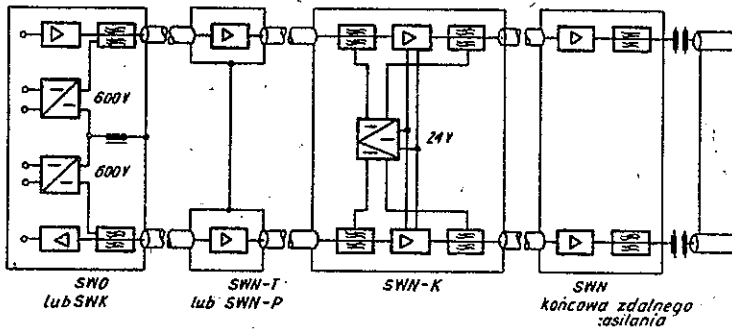 600V
600V
24V
SWO
lub SWK
SWN-T
lub SWN-P
SWN-K
SWN
końcowa zdalnego
zasilania